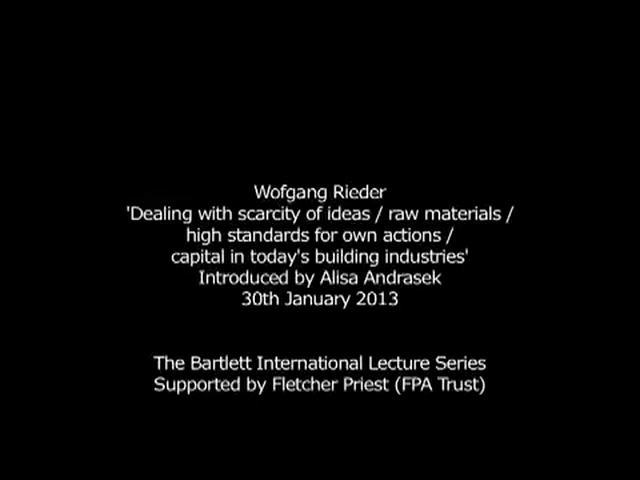 Wofgang Rieder
'Dealing with scarcity of ideas / raw materials /
high standards for own actions /
capital in today's building industries'
Introduced by Alisa Andrasek
30th January 2013
The Bartlett International Lecture Series
Supported by Fletcher Priest (FPA Trust)